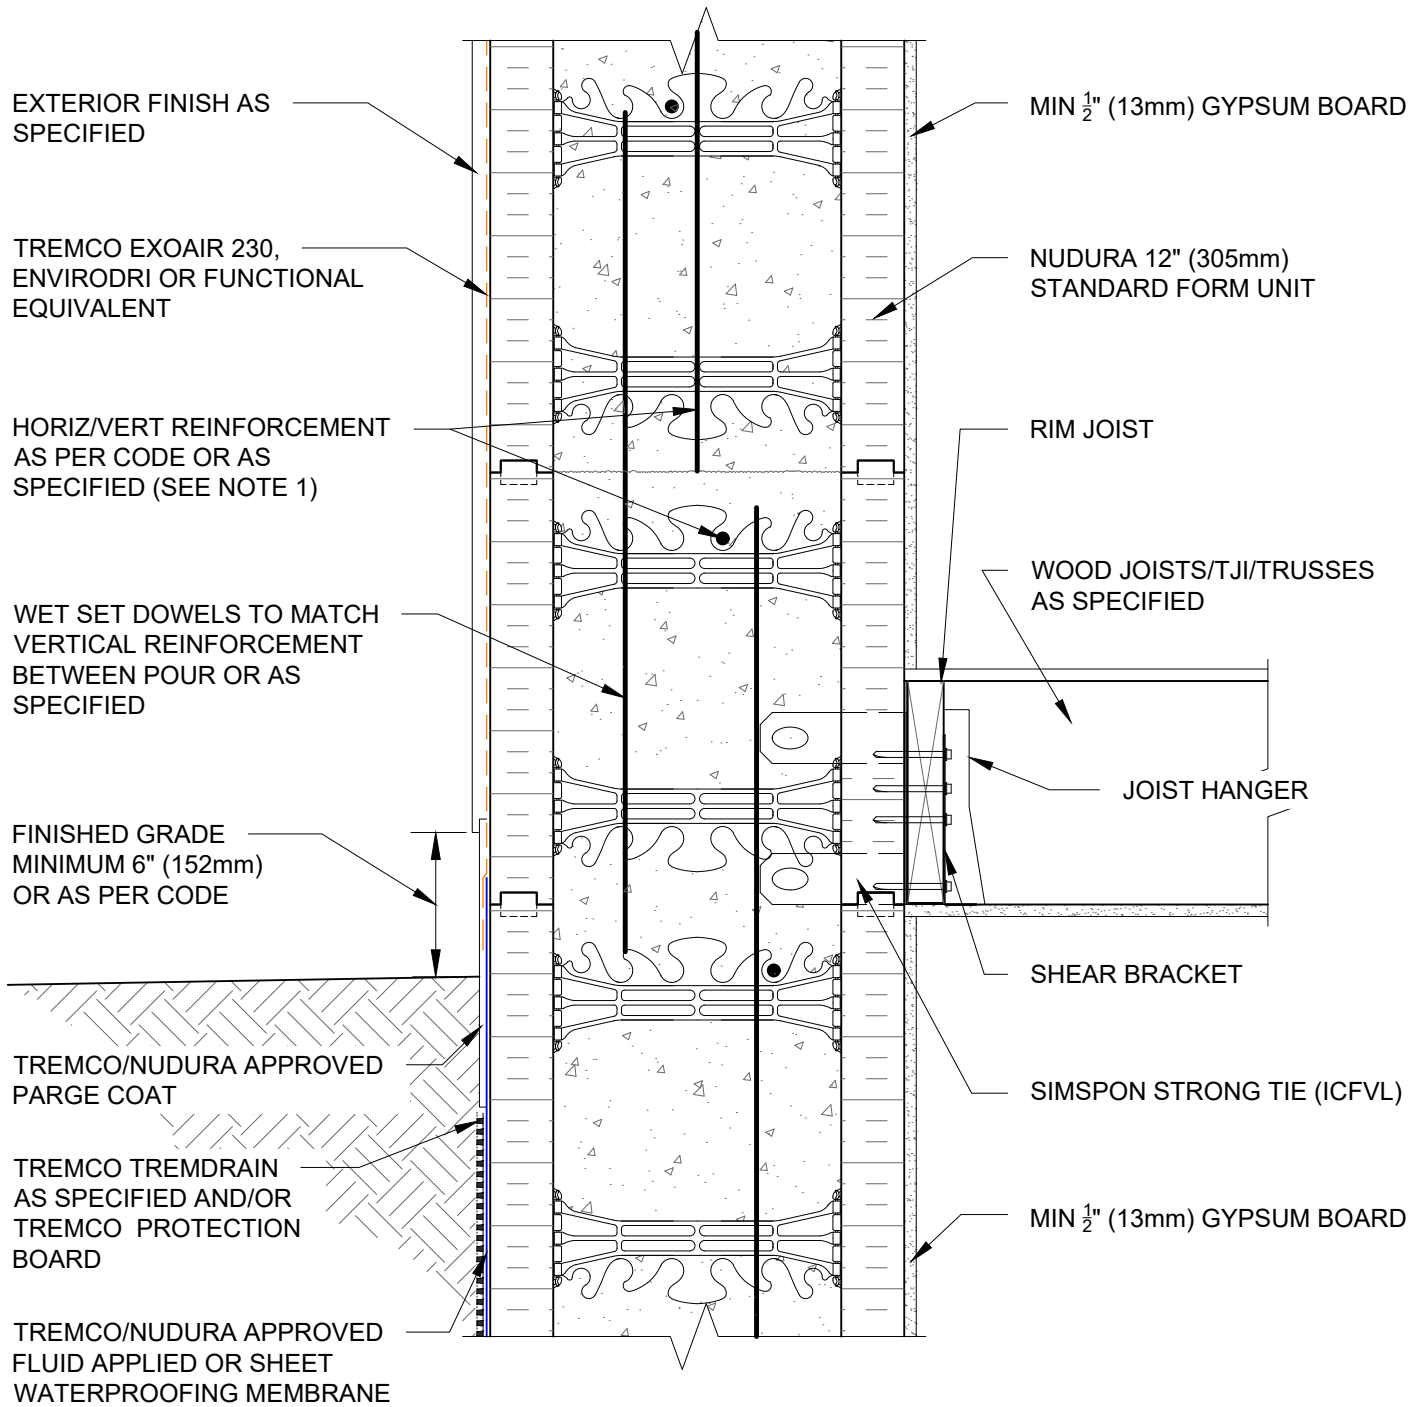 EXTERIOR FINISH AS
SPECIFIED
TREMCO EXOAIR 230,
ENVIRODRI OR FUNCTIONAL
EQUIVALENT
HORIZ/VERT REINFORCEMENT
AS PER CODE OR AS
SPECIFIED (SEE NOTE 1)
WET SET DOWELS TO MATCH
VERTICAL REINFORCEMENT
BETWEEN POUR OR AS
SPECIFIED
FINISHED GRADE
MINIMUM 6" (152mm)
OR AS PER CODE
TREMCO/NUDURA APPROVED
PARGE COAT
TREMCO TREMDRAIN
AS SPECIFIED AND/OR
TREMCO PROTECTION
BOARD
TREMCO/NUDURA APPROVED
FLUID APPLIED OR SHEET
WATERPROOFING MEMBRANE
MIN 1/2" (13mm) GYPSUM BOARD
NUDURA 12" (305mm)
STANDARD FORM UNIT
RIM JOIST
WOOD JOISTS/TJI/TRUSSES
AS SPECIFIED
JOIST HANGER
SHEAR BRACKET
SIMSPON STRONG TIE (ICFVL)
MIN 1/2" (13mm) GYPSUM BOARD